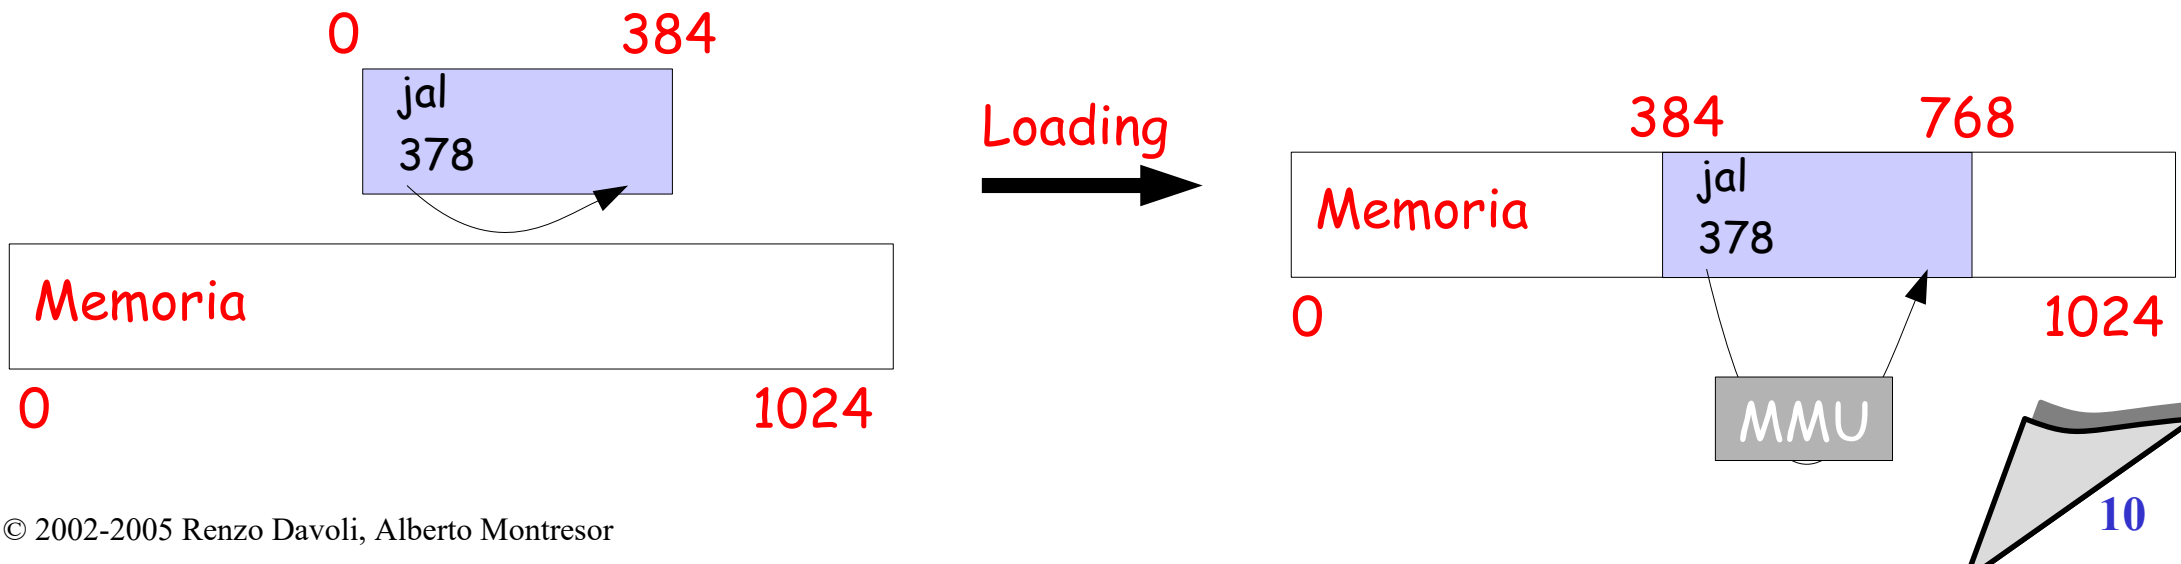 0 384
jal
378
Memoria
0 1024
Loading
384 768
Memoria
jal
378
0 1024
MMU
© 2002-2005 Renzo Davoli, Alberto Montresor
10